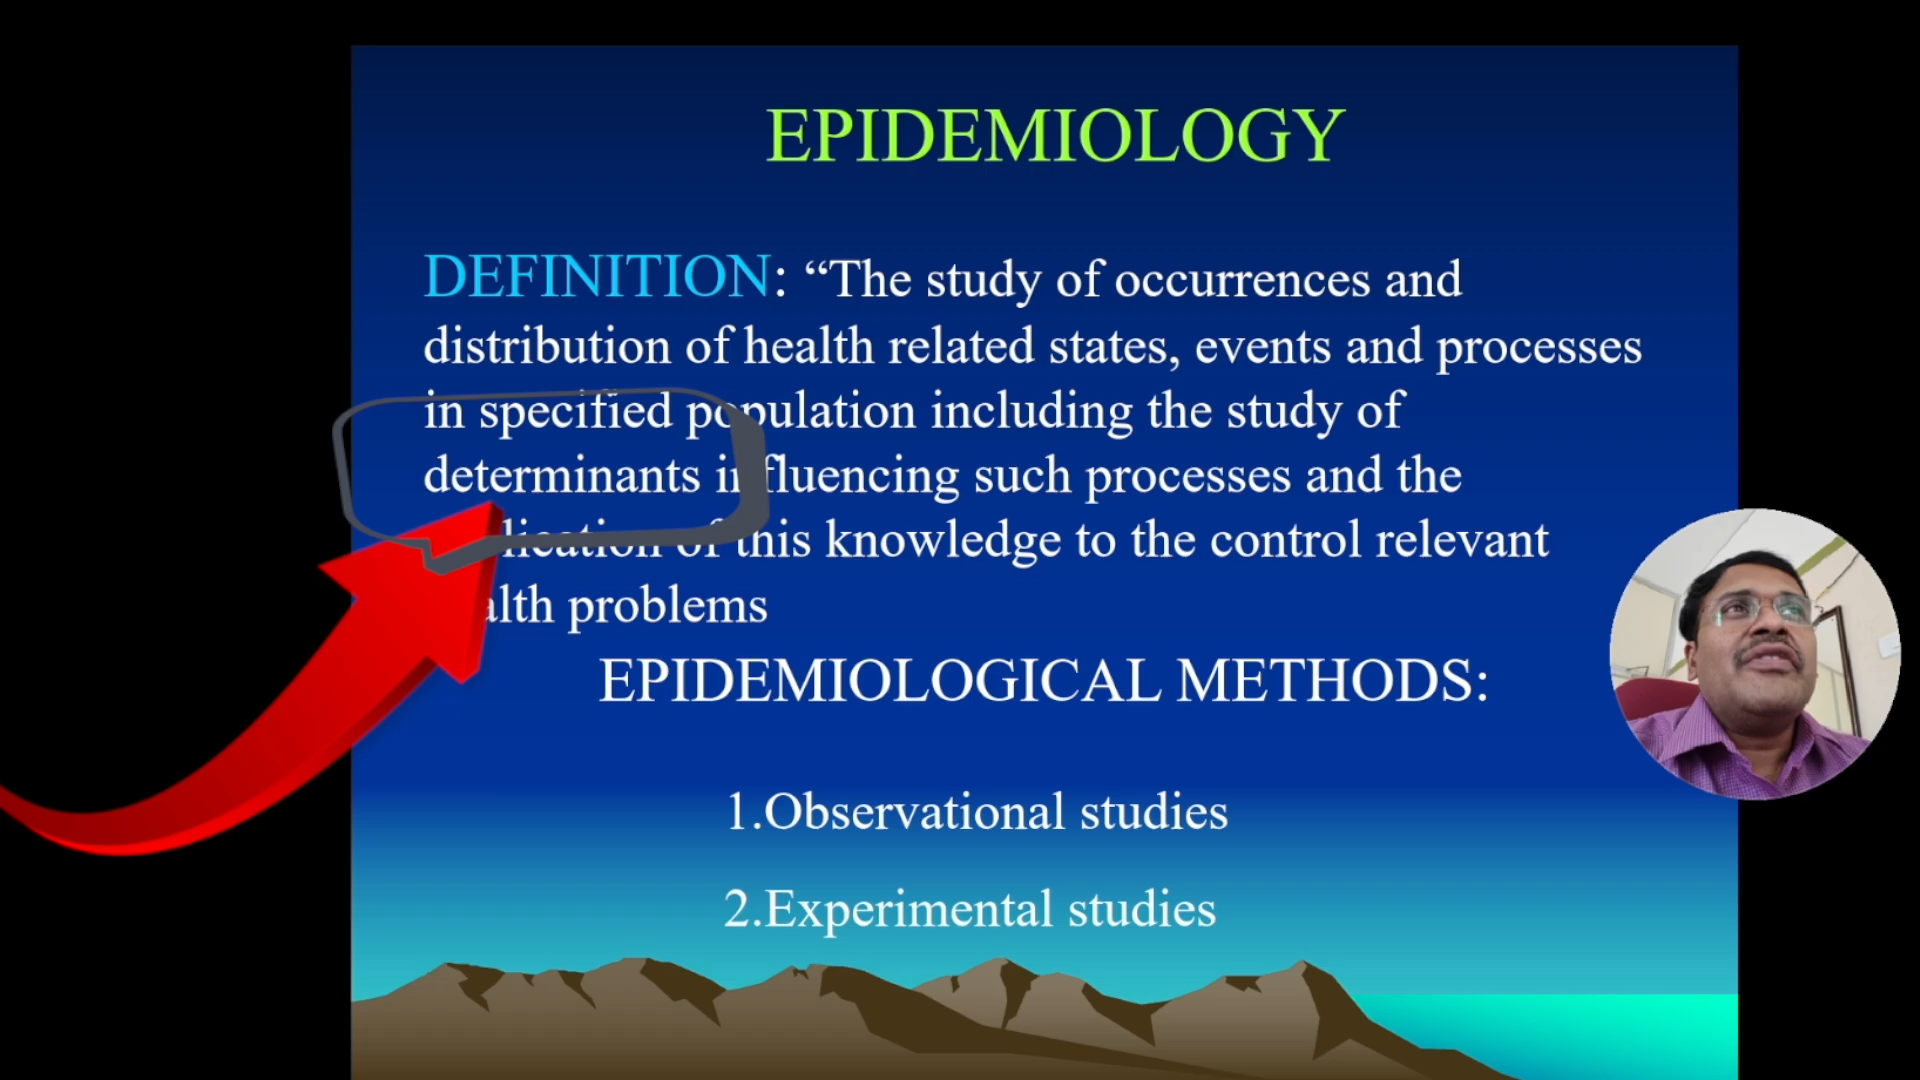 EPIDEMIOLOGY
DEFINITION: “The study of occurrences and
distribution of health related states, events and processes
in specified population including the study of
determinants influencing such processes and the
of this knowledge to the control relevant
problems
EPIDEMIOLOGICAL METHODS:
1.Observational studies
2.Experimental studies